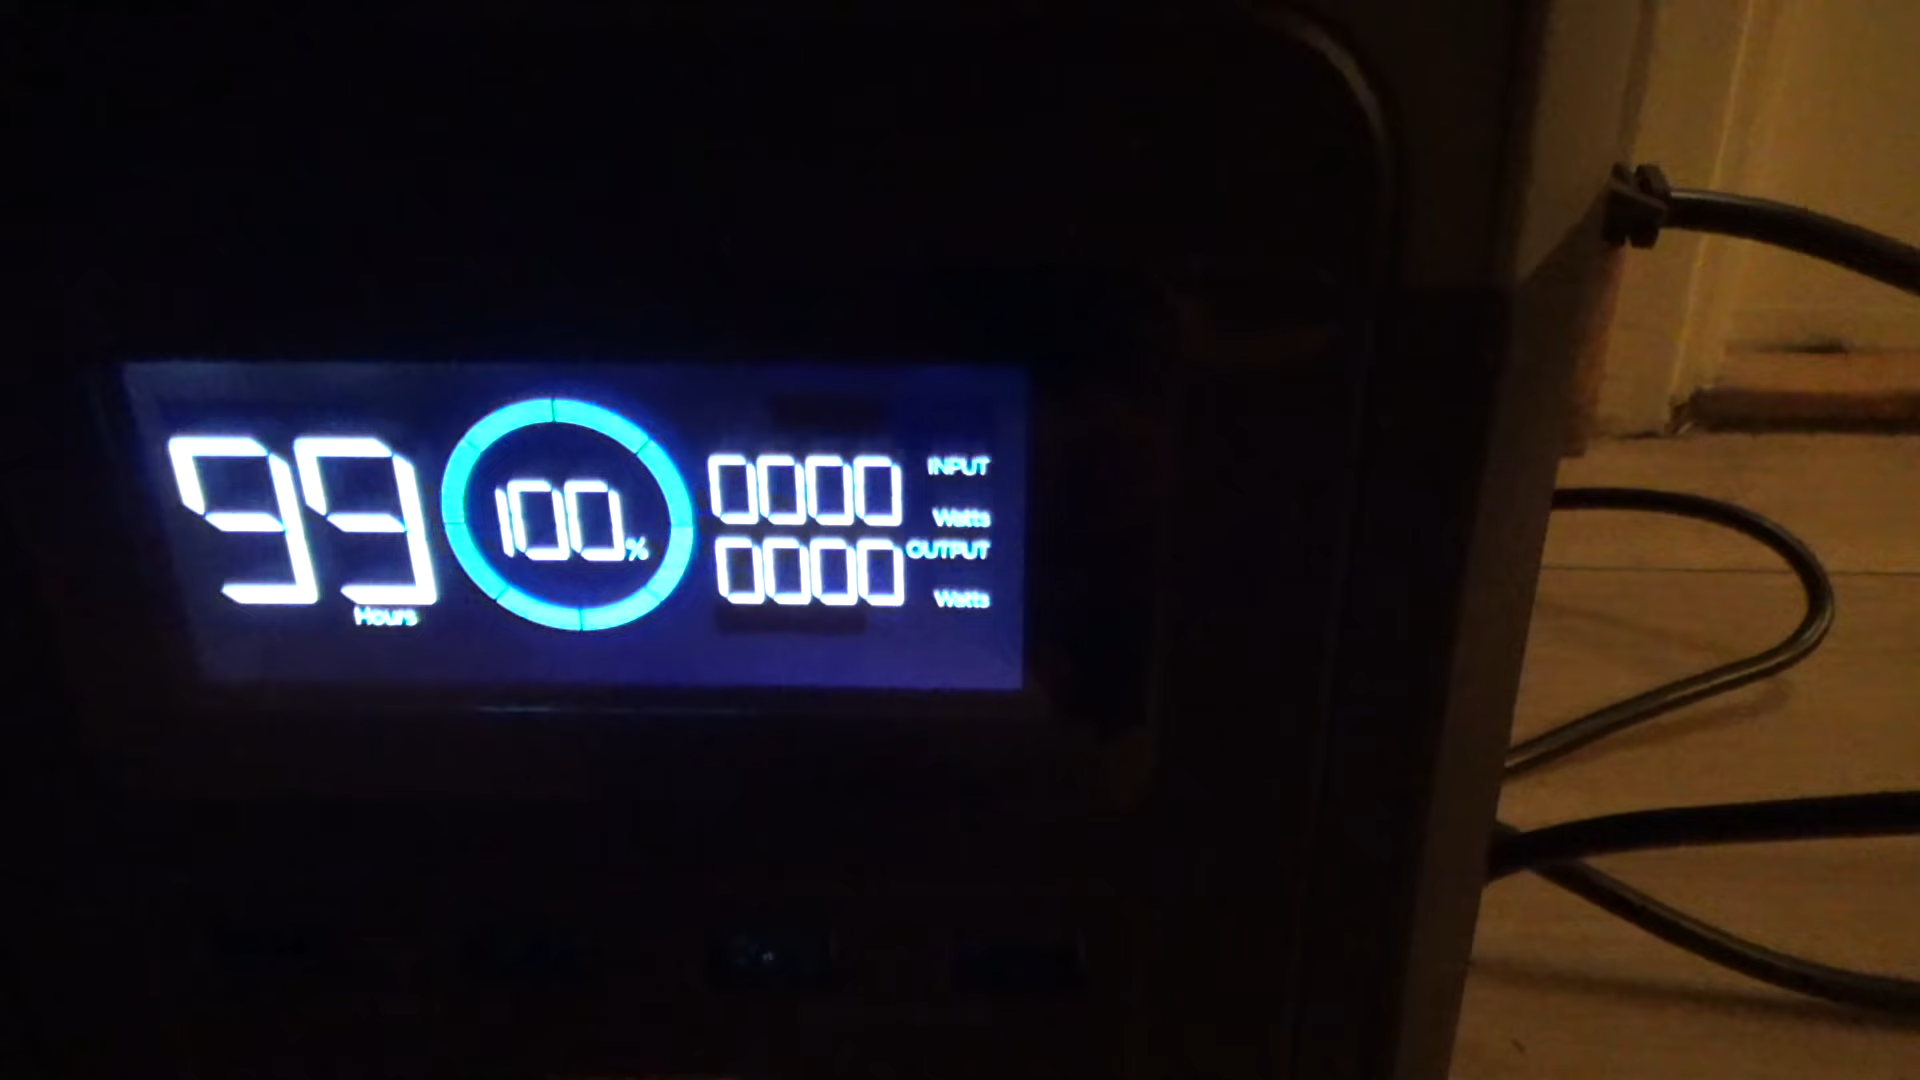 99
Hours
100%
0000 INPUT
Watts
0000 OUTPUT
Watts